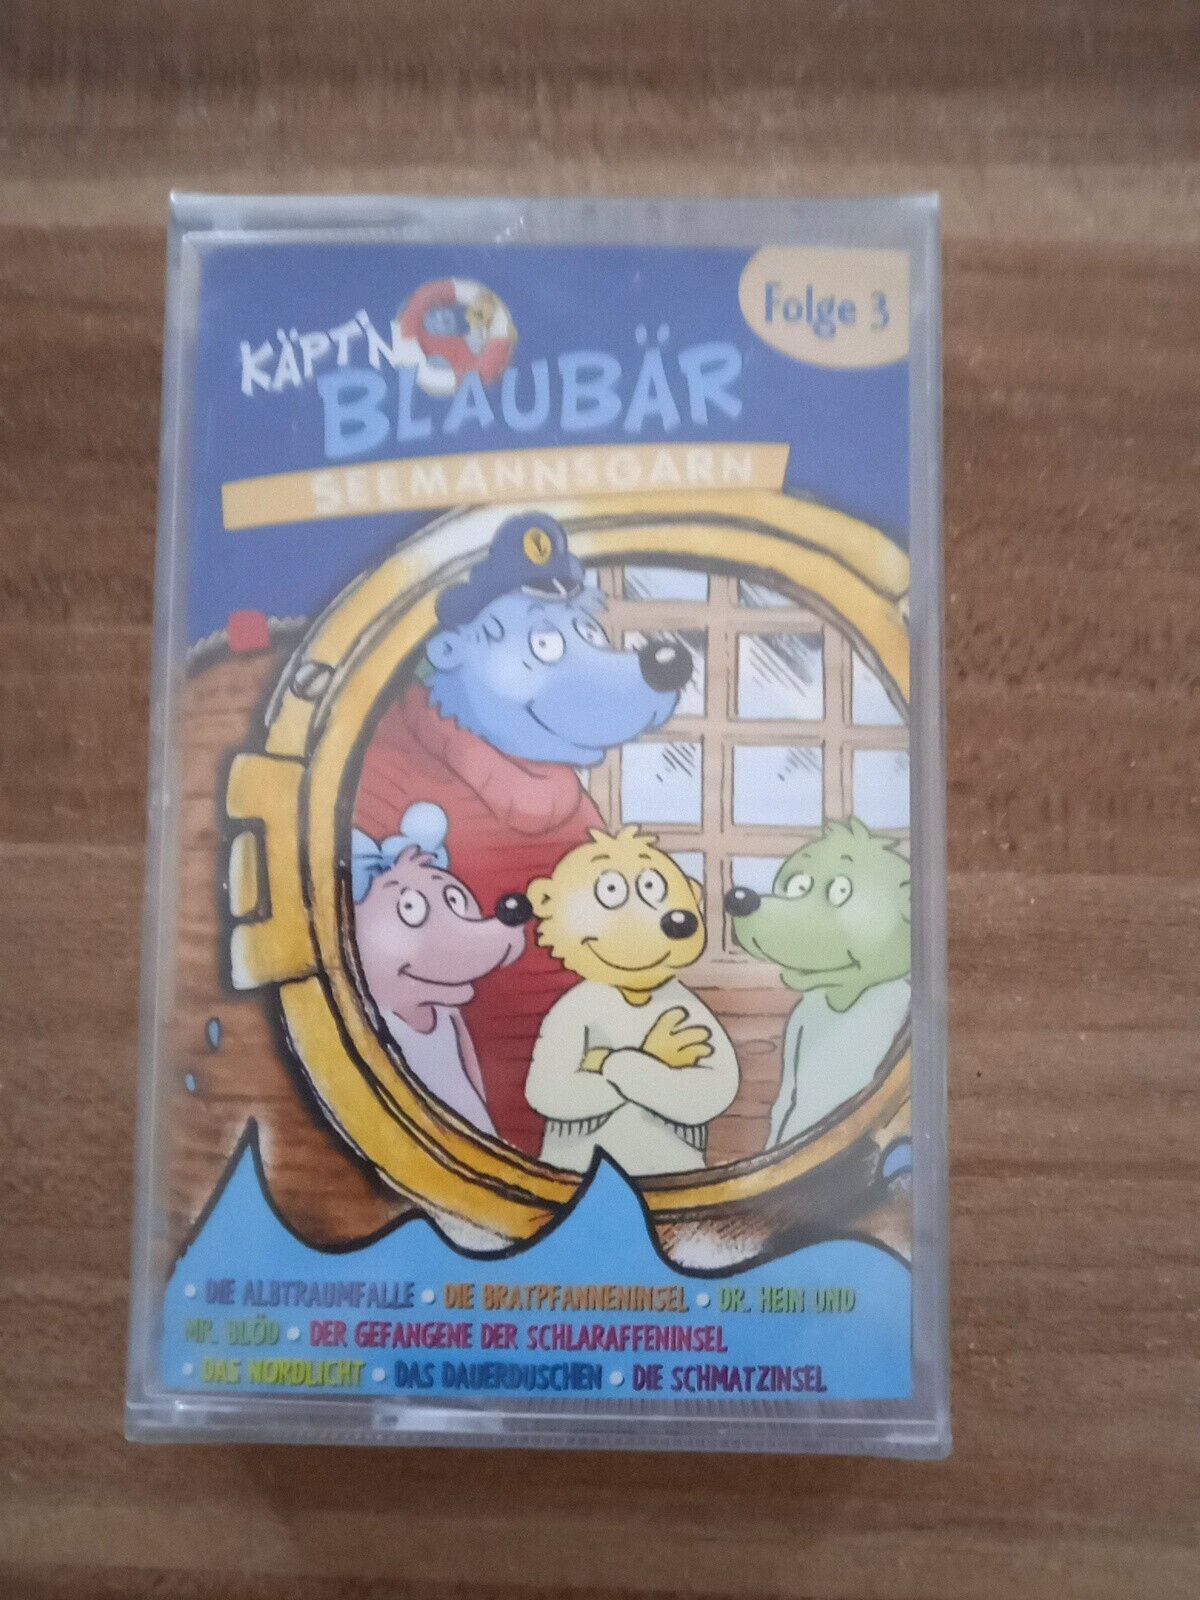 Folge 3
KÄPT'N
BLAUBÄR
SEEMANNSGARN
• DIE ALBTRAUMFALLE • DIE BRATPFANNENINSEL • DR. HEIN UND
MR. BLÖD • DER GEFANGENE DER SCHLARAFFENINSEL
• DAS NORDLICHT • DAS DAUERDUSCHEN • DIE SCHMATZINSEL